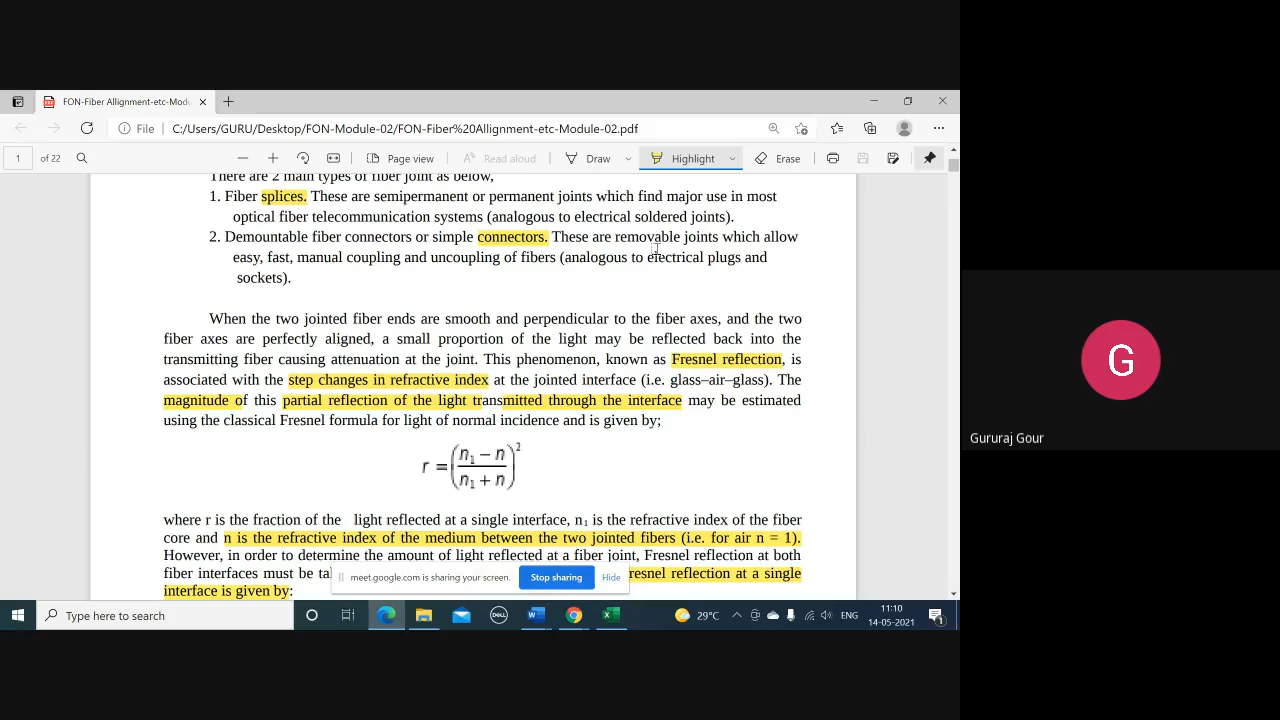 FON-Fiber Allignment-etc-Modu
File C:/Users/GURU/Desktop/FON-Module-02/FON-Fiber%20Allignment-etc-Module-02.pdf
1 of 22 Page view Read aloud Draw Highlight Erase
There are 2 main types of fiber joint as below,
1. Fiber splices. These are semipermanent or permanent joints which find major use in most
optical fiber telecommunication systems (analogous to electrical soldered joints).
2. Demountable fiber connectors or simple connectors. These are removable joints which allow
easy, fast, manual coupling and uncoupling of fibers (analogous to electrical plugs and
sockets).
When the two jointed fiber ends are smooth and perpendicular to the fiber axes, and the two
fiber axes are perfectly aligned, a small proportion of the light may be reflected back into the
transmitting fiber causing attenuation at the joint. This phenomenon, known as Fresnel reflection, is
associated with the step changes in refractive index at the jointed interface (i.e. glass–air–glass). The
magnitude of this partial reflection of the light transmitted through the interface may be estimated
using the classical Fresnel formula for light of normal incidence and is given by;
r = ((n₁ − n)/(n₁ + n))²
where r is the fraction of the light reflected at a single interface, n₁ is the refractive index of the fiber
core and n is the refractive index of the medium between the two jointed fibers (i.e. for air n = 1).
However, in order to determine the amount of light reflected at a fiber joint, Fresnel reflection at both
fiber interfaces must be ta resnel reflection at a single
interface is given by:
meet.google.com is sharing your screen. Stop sharing Hide
G
Gururaj Gour
Type here to search
DELL
29°C ENG
11:10
14-05-2021
1